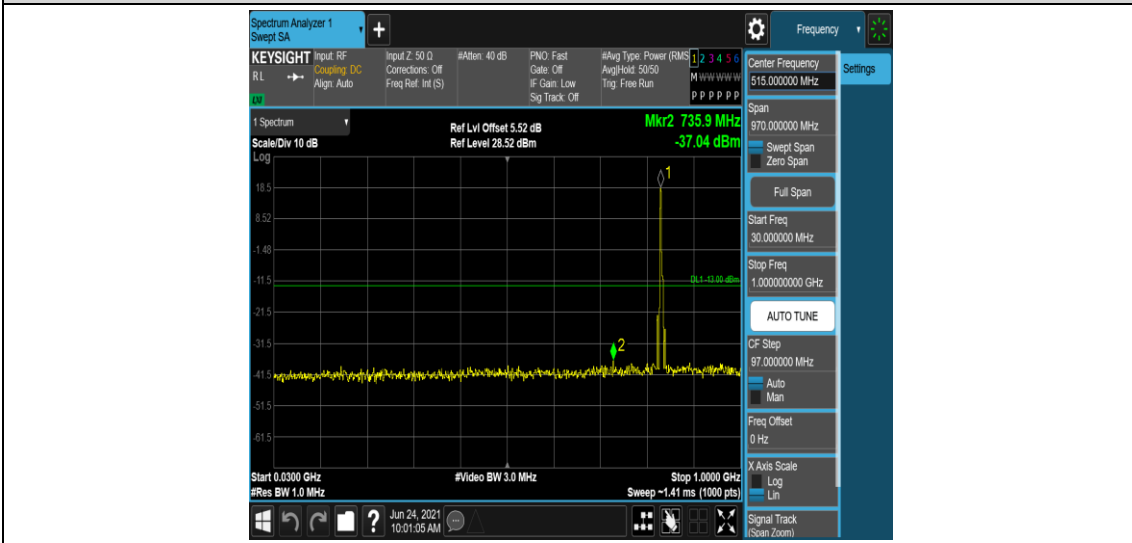 Spectrum Analyzer 1
Swept SA
Frequency
KEYSIGHT
RL
LXI
Input: RF
Coupling: DC
Align: Auto
Input Z: 50 Ω
Corrections: Off
Freq Ref: Int (S)
#Atten: 40 dB
PNO: Fast
Gate: Off
IF Gain: Low
Sig Track: Off
#Avg Type: Power (RMS
Avg|Hold: 50/50
Trig: Free Run
1 2 3 4 5 6
M W W W W W
P P P P P P
1 Spectrum
Scale/Div 10 dB
Log
Ref Lvl Offset 5.52 dB
Ref Level 28.52 dBm
Mkr2 735.9 MHz
-37.04 dBm
1
18.5
8.52
-1.48
-11.5
DL1 -13.00 dBm
-21.5
-31.5
2
-41.5
-51.5
-61.5
Start 0.0300 GHz
#Res BW 1.0 MHz
#Video BW 3.0 MHz
Stop 1.0000 GHz
Sweep ~1.41 ms (1000 pts)
Jun 24, 2021
10:01:05 AM
Center Frequency
515.000000 MHz
Settings
Span
970.000000 MHz
Swept Span
Zero Span
Full Span
Start Freq
30.000000 MHz
Stop Freq
1.000000000 GHz
AUTO TUNE
CF Step
97.000000 MHz
Auto
Man
Freq Offset
0 Hz
X Axis Scale
Log
Lin
Signal Track
(Span Zoom)